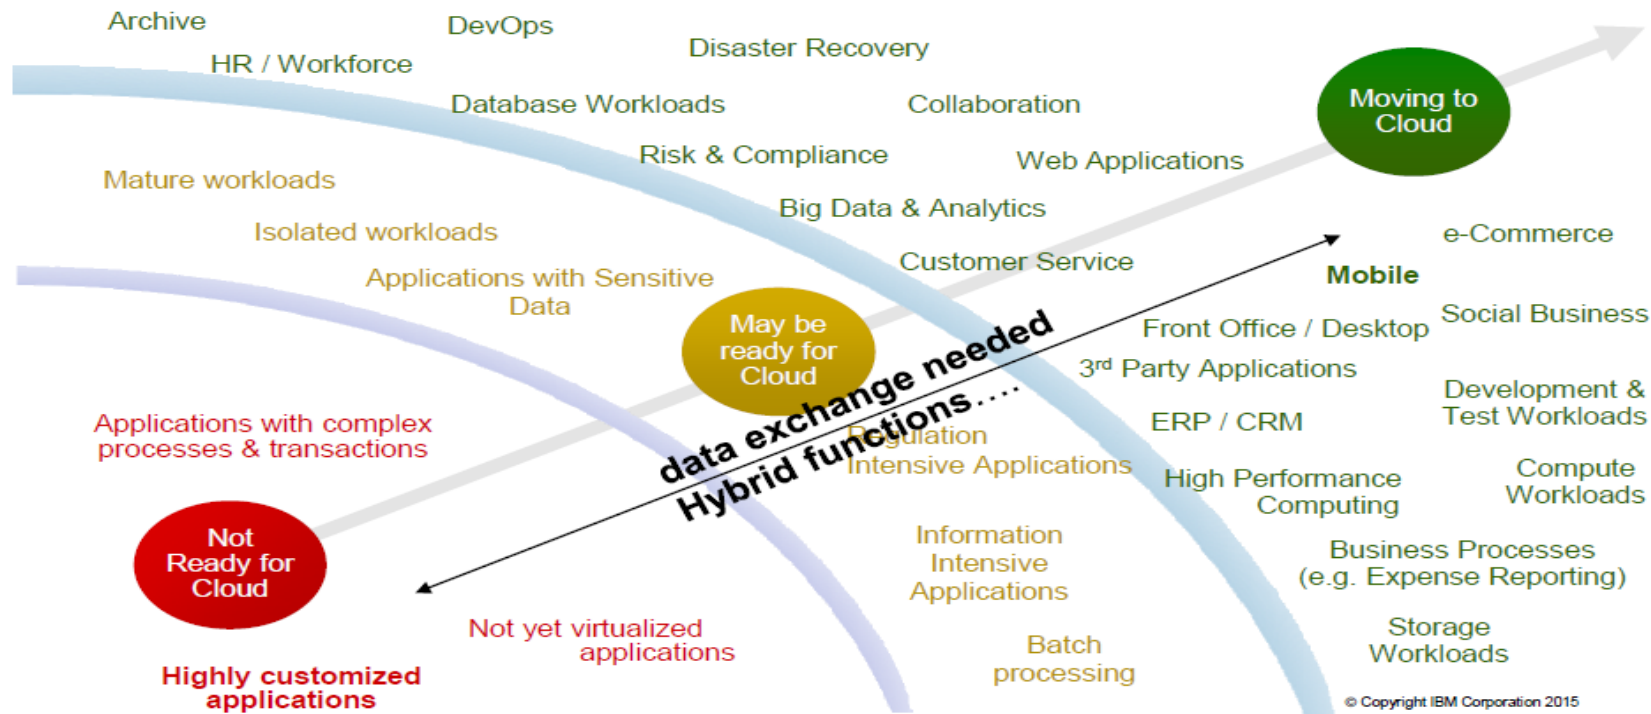 Archive
DevOps
Disaster Recovery
HR / Workforce
Database Workloads
Collaboration
Moving to
Cloud
Risk & Compliance
Web Applications
Mature workloads
Big Data & Analytics
Isolated workloads
e-Commerce
Customer Service
Mobile
Applications with Sensitive
Data
May be
ready for
Cloud
Social Business
Front Office / Desktop
3rd Party Applications
data exchange needed
Hybrid functions….
Development &
Test Workloads
Applications with complex
processes & transactions
ERP / CRM
Regulation
Intensive Applications
High Performance
Computing
Compute
Workloads
Not
Ready for
Cloud
Information
Intensive
Applications
Business Processes
(e.g. Expense Reporting)
Not yet virtualized
applications
Storage
Workloads
Batch
processing
Highly customized
applications
© Copyright IBM Corporation 2015